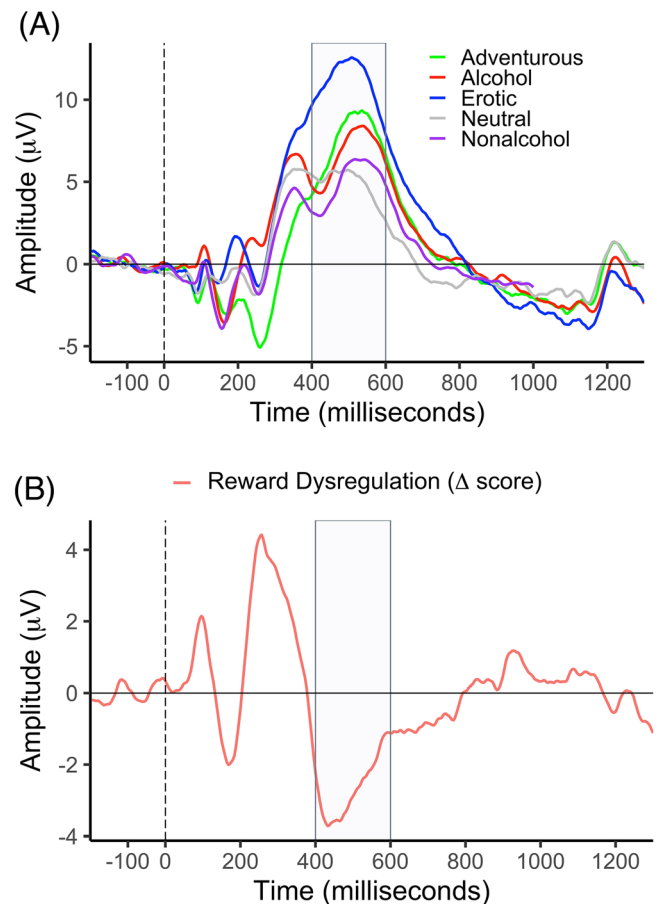 (A)
Amplitude (μV)
10
5
0
-5
Adventurous
Alcohol
Erotic
Neutral
Nonalcohol
-100 0 200 400 600 800 1000 1200
Time (milliseconds)
(B)
Reward Dysregulation (Δ score)
Amplitude (μV)
4
2
0
-2
-4
-100 0 200 400 600 800 1000 1200
Time (milliseconds)